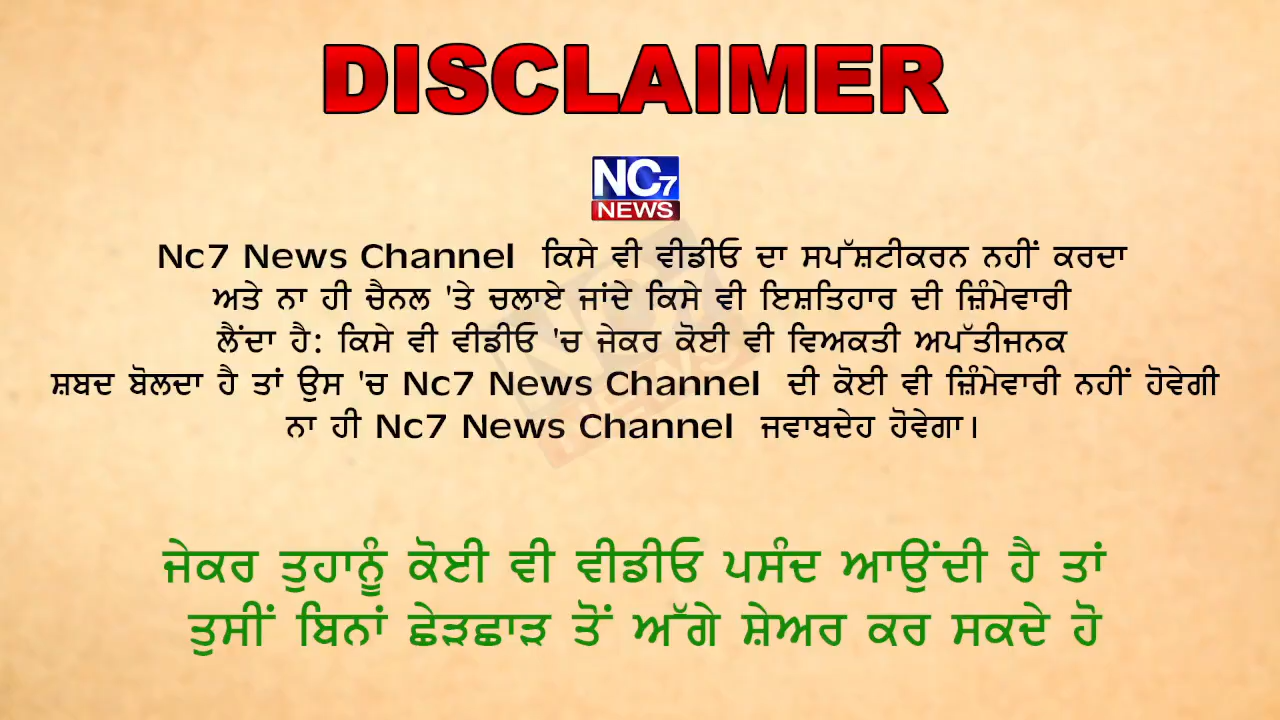 DISCLAIMER
NC7
NEWS
Nc7 News Channel ਕਿਸੇ ਵੀ ਵੀਡੀਓ ਦਾ ਸਪੱਸ਼ਟੀਕਰਨ ਨਹੀਂ ਕਰਦਾ
ਅਤੇ ਨਾ ਹੀ ਚੈਨਲ 'ਤੇ ਚਲਾਏ ਜਾਂਦੇ ਕਿਸੇ ਵੀ ਇਸ਼ਤਿਹਾਰ ਦੀ ਜ਼ਿੰਮੇਵਾਰੀ
ਲੈਂਦਾ ਹੈ: ਕਿਸੇ ਵੀ ਵੀਡੀਓ 'ਚ ਜੇਕਰ ਕੋਈ ਵੀ ਵਿਅਕਤੀ ਅਪੱਤੀਜਨਕ
ਸ਼ਬਦ ਬੋਲਦਾ ਹੈ ਤਾਂ ਉਸ 'ਚ Nc7 News Channel ਦੀ ਕੋਈ ਵੀ ਜ਼ਿੰਮੇਵਾਰੀ ਨਹੀਂ ਹੋਵੇਗੀ
ਨਾ ਹੀ Nc7 News Channel ਜਵਾਬਦੇਹ ਹੋਵੇਗਾ।
ਜੇਕਰ ਤੁਹਾਨੂੰ ਕੋਈ ਵੀ ਵੀਡੀਓ ਪਸੰਦ ਆਉਂਦੀ ਹੈ ਤਾਂ
ਤੁਸੀਂ ਬਿਨਾਂ ਛੇੜਛਾੜ ਤੋਂ ਅੱਗੇ ਸ਼ੇਅਰ ਕਰ ਸਕਦੇ ਹੋ